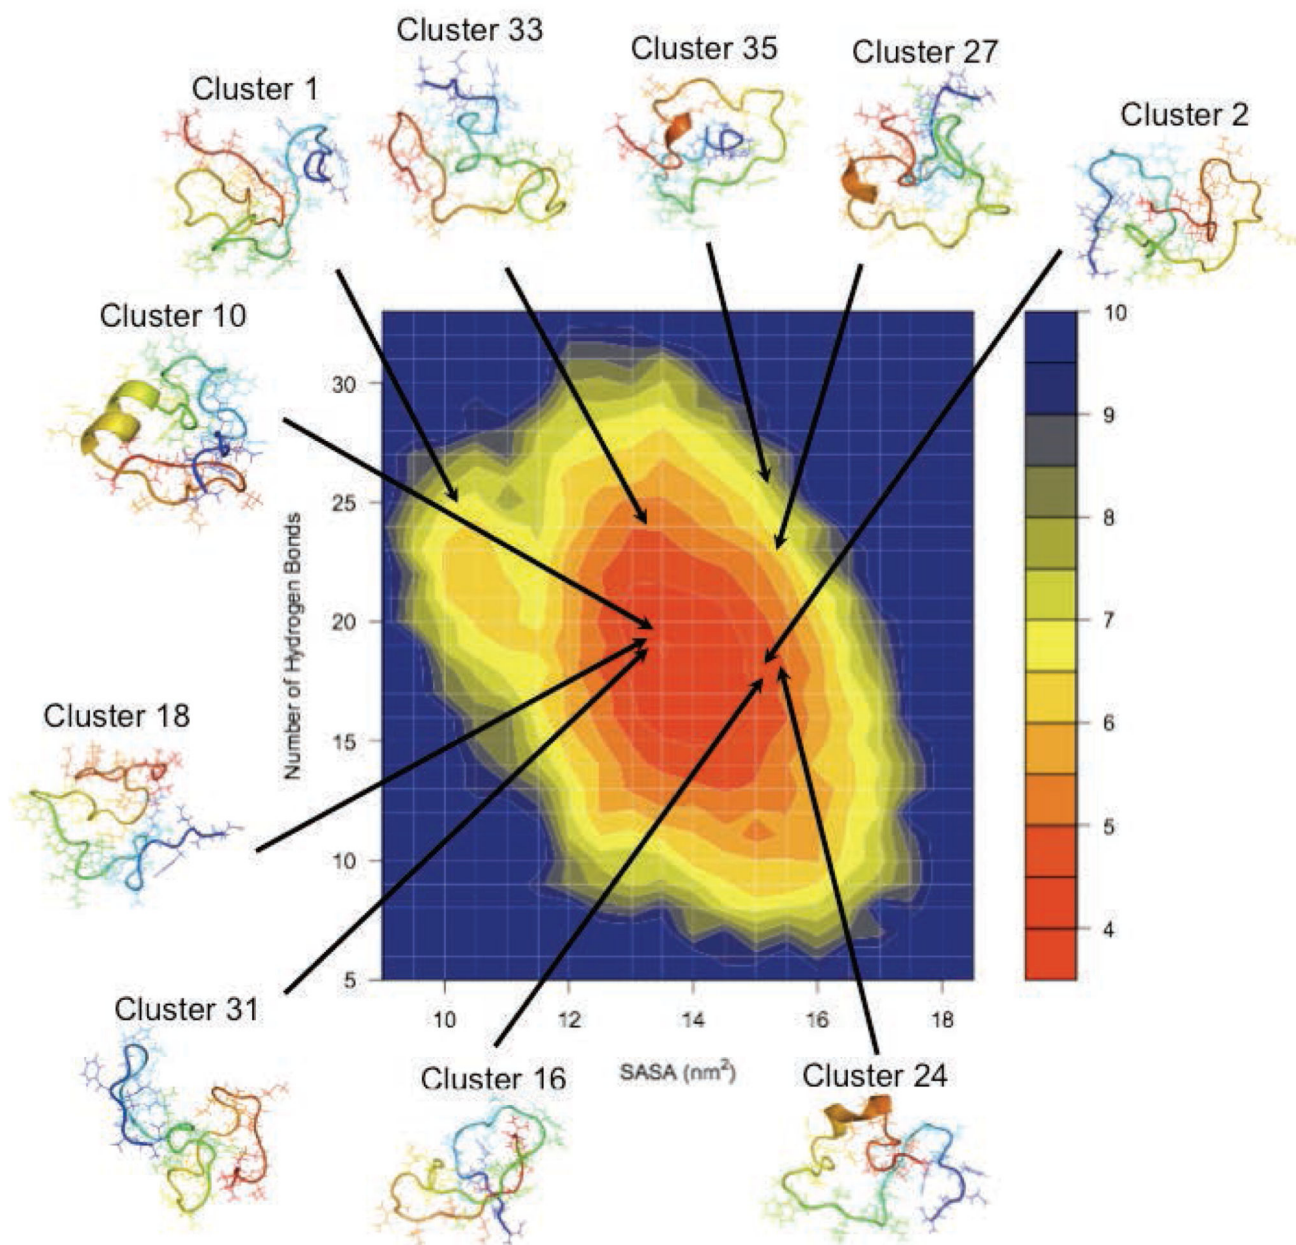 Cluster 33
Cluster 35
Cluster 27
Cluster 1
Cluster 2
Cluster 10
10
30
9
25
8
Number of Hydrogen Bonds
20
7
Cluster 18
6
15
5
10
4
5
Cluster 31
10 12 14 16 18
Cluster 16
SASA (nm²)
Cluster 24